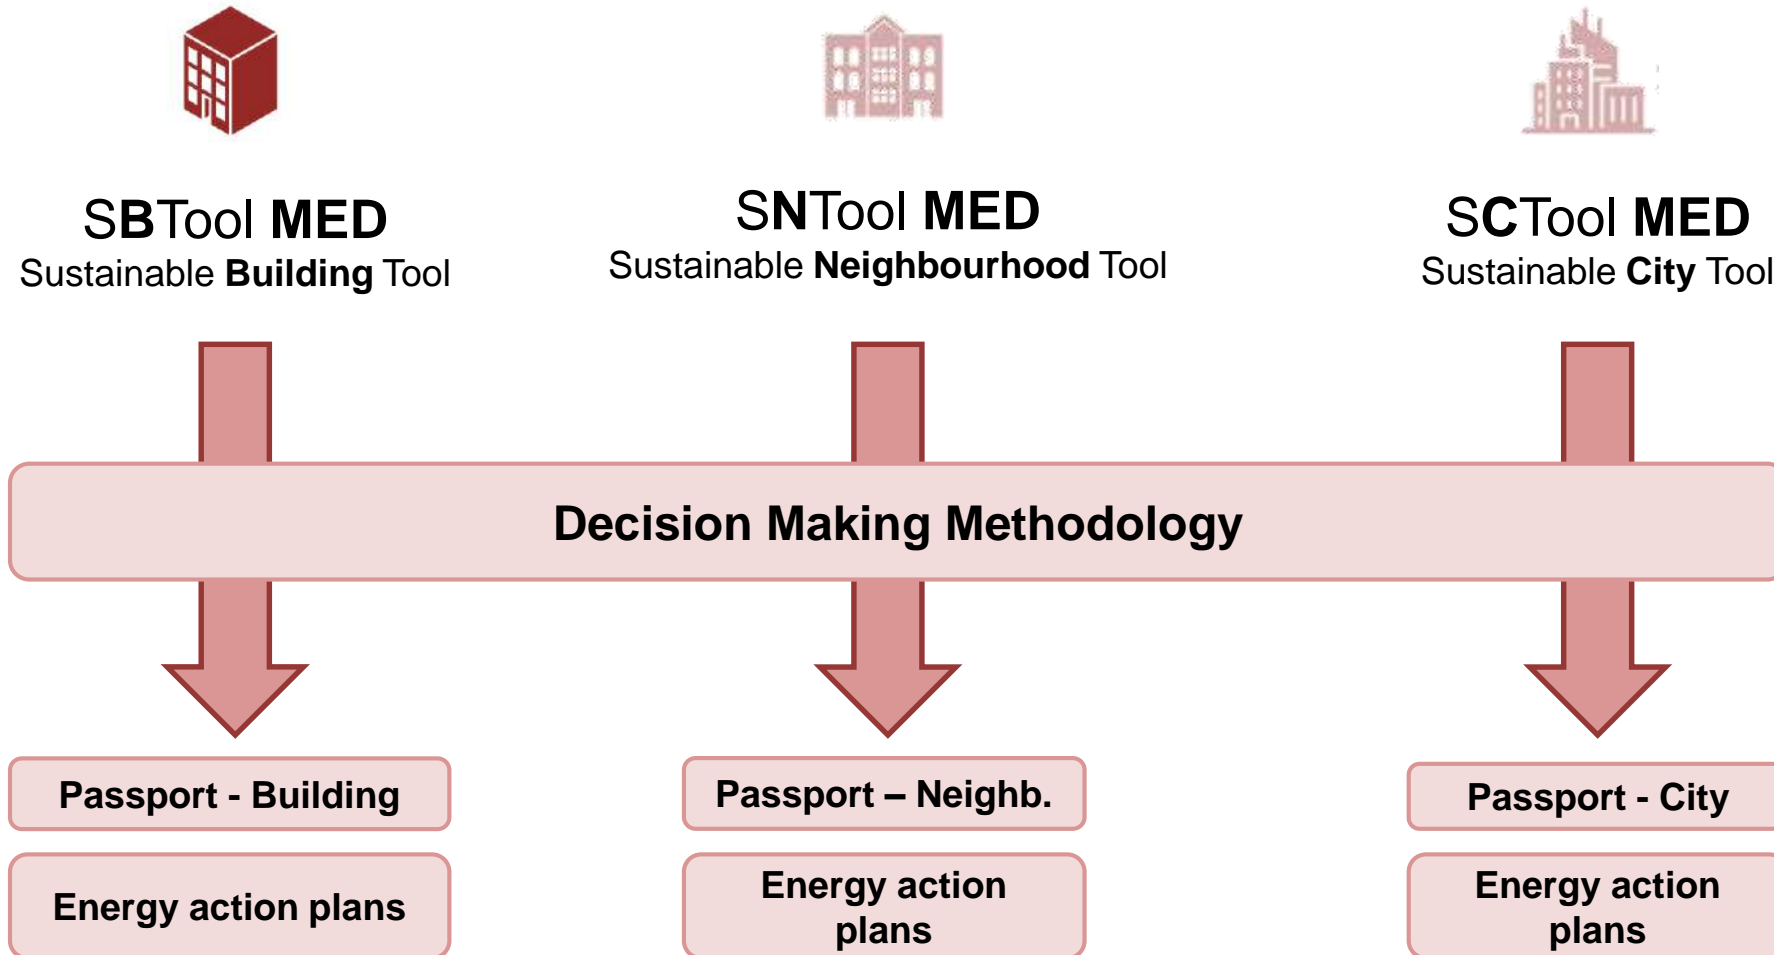 SBTool MED
Sustainable Building Tool
SNTool MED
Sustainable Neighbourhood Tool
SCTool MED
Sustainable City Tool
Decision Making Methodology
Passport - Building
Passport – Neighb.
Passport - City
Energy action plans
Energy action
plans
Energy action
plans